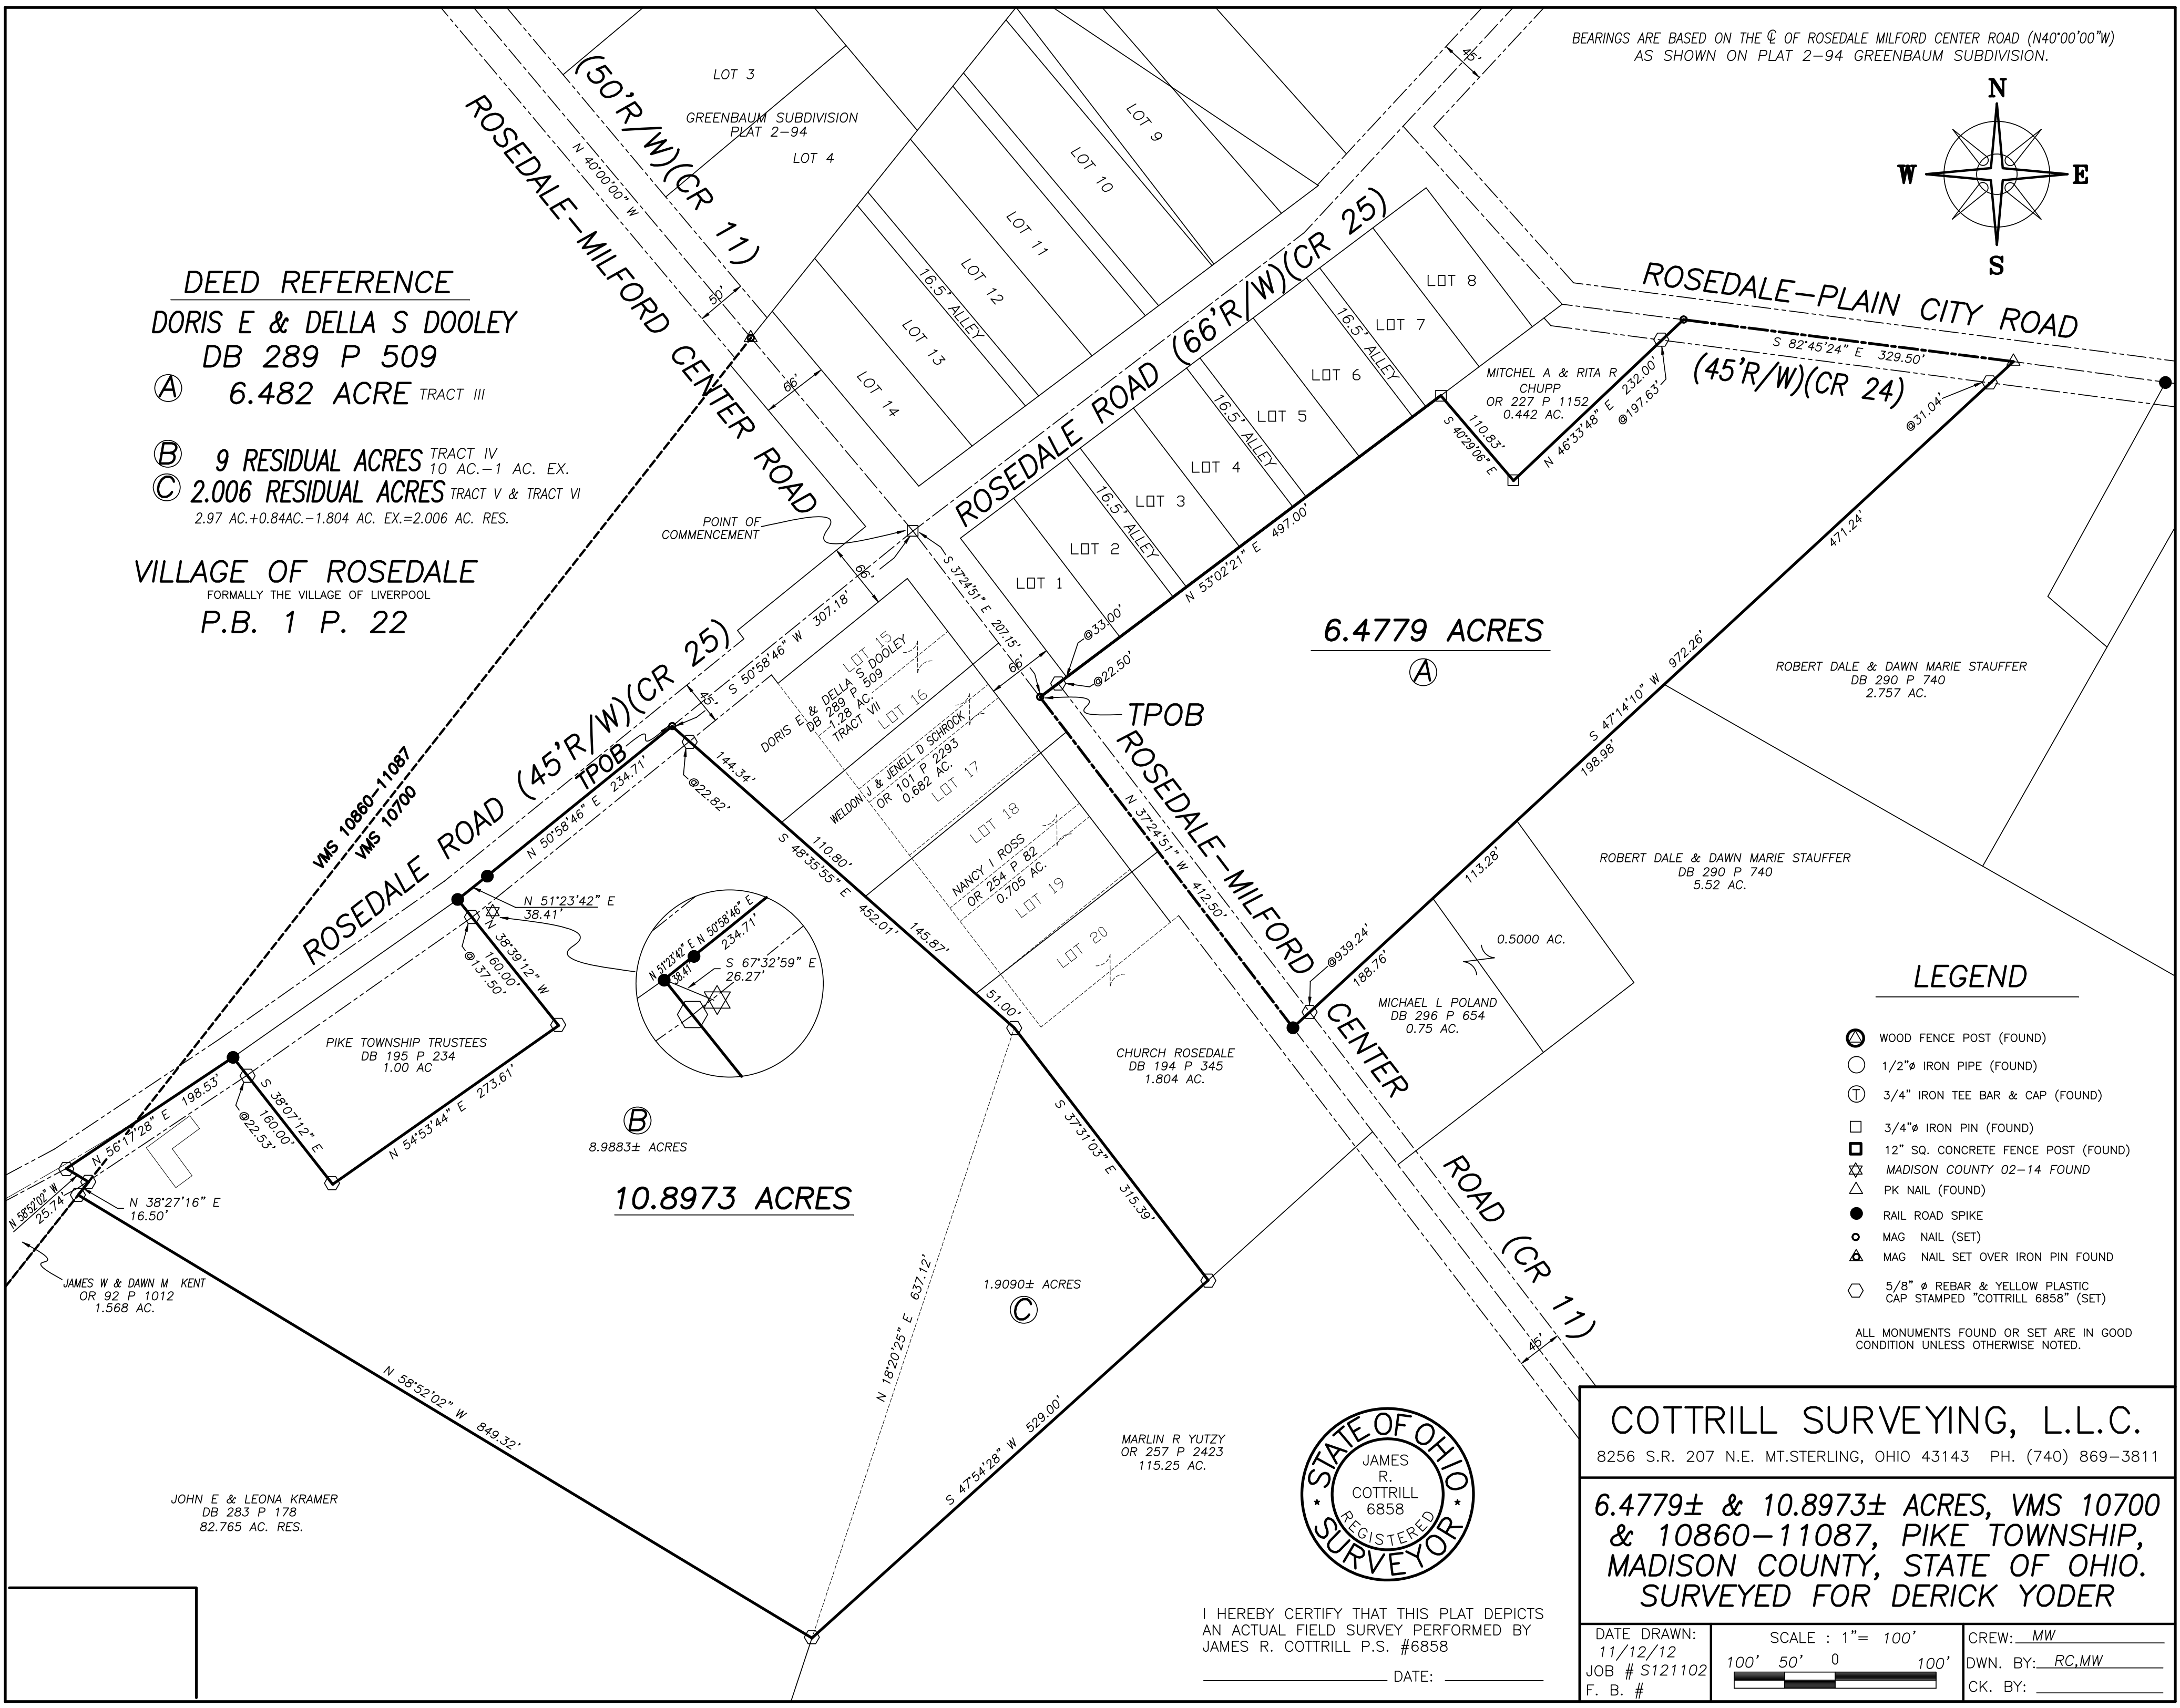 BEARINGS ARE BASED ON THE ℄ OF ROSEDALE MILFORD CENTER ROAD (N40°00'00"W)
AS SHOWN ON PLAT 2-94 GREENBAUM SUBDIVISION.
N
W
E
S
DEED REFERENCE
DORIS E & DELLA S DOOLEY
DB 289 P 509
A 6.482 ACRE TRACT III
B 9 RESIDUAL ACRES TRACT IV
10 AC.-1 AC. EX.
C 2.006 RESIDUAL ACRES TRACT V & TRACT VI
2.97 AC.+0.84AC.-1.804 AC. EX.=2.006 AC. RES.
VILLAGE OF ROSEDALE
FORMALLY THE VILLAGE OF LIVERPOOL
P.B. 1 P. 22
(50'R/W)(CR 11)
ROSEDALE-MILFORD CENTER ROAD
N 40°00'00" W
LOT 3
GREENBAUM SUBDIVISION
PLAT 2-94
LOT 4
LOT 9
LOT 10
LOT 11
LOT 12
16.5' ALLEY
LOT 13
LOT 14
50'
66'
45'
ROSEDALE ROAD (66'R/W)(CR 25)
LOT 8
LOT 7
16.5' ALLEY
LOT 6
LOT 5
16.5' ALLEY
LOT 4
LOT 3
16.5' ALLEY
LOT 2
LOT 1
ROSEDALE-PLAIN CITY ROAD
(45'R/W)(CR 24)
S 82°45'24" E 329.50'
MITCHEL A & RITA R
CHUPP
OR 227 P 1152
0.442 AC.
110.83'
S 40°29'06" E
N 46°33'48" E 232.00'
@197.63'
@31.04'
471.24'
N 53°02'21" E 497.00'
@33.00'
@22.50'
POINT OF
COMMENCEMENT
S 37°24'51" E 207.15'
66'
66'
S 50°58'46" W 307.18'
45'
TPOB
6.4779 ACRES
A
S 47°14'10" W 972.26'
198.98'
113.28'
@939.24'
188.76'
ROBERT DALE & DAWN MARIE STAUFFER
DB 290 P 740
2.757 AC.
ROBERT DALE & DAWN MARIE STAUFFER
DB 290 P 740
5.52 AC.
0.5000 AC.
MICHAEL L POLAND
DB 296 P 654
0.75 AC.
ROSEDALE-MILFORD CENTER ROAD (CR 11)
N 37°24'51" W 412.50'
45'
LOT 15
DORIS E & DELLA S DOOLEY
DB 289 P 509
1.28 AC.
TRACT VII
LOT 16
WELDON J & JENELL D SCHROCK
OR 101 P 2293
0.682 AC.
LOT 17
LOT 18
NANCY I ROSS
OR 254 P 82
0.705 AC.
LOT 19
LOT 20
CHURCH ROSEDALE
DB 194 P 345
1.804 AC.
ROSEDALE ROAD (45'R/W)(CR 25)
TPOB
N 50°58'46" E 234.71'
@22.82'
144.34'
110.80'
S 48°35'55" E 452.01'
145.87'
51.00'
S 37°31'03" E 315.39'
VMS 10860-11087
VMS 10700
N 51°23'42" E
38.41'
N 38°39'12" W
160.00'
@137.50'
N 51°23'42" E
38.41'
N 50°58'46" E
234.71'
S 67°32'59" E
26.27'
PIKE TOWNSHIP TRUSTEES
DB 195 P 234
1.00 AC
N 54°53'44" E 273.61'
S 38°07'12" E
160.00'
@22.53'
N 56°17'28" E 198.53'
N 58°52'02" W
25.74'
N 38°27'16" E
16.50'
JAMES W & DAWN M KENT
OR 92 P 1012
1.568 AC.
B
8.9883± ACRES
10.8973 ACRES
1.9090± ACRES
C
N 18°20'25" E 637.12'
S 47°54'28" W 529.00'
N 58°52'02" W 849.32'
MARLIN R YUTZY
OR 257 P 2423
115.25 AC.
JOHN E & LEONA KRAMER
DB 283 P 178
82.765 AC. RES.
LEGEND
WOOD FENCE POST (FOUND)
1/2"ø IRON PIPE (FOUND)
T 3/4" IRON TEE BAR & CAP (FOUND)
3/4"ø IRON PIN (FOUND)
12" SQ. CONCRETE FENCE POST (FOUND)
MADISON COUNTY 02-14 FOUND
PK NAIL (FOUND)
RAIL ROAD SPIKE
MAG NAIL (SET)
MAG NAIL SET OVER IRON PIN FOUND
5/8" ø REBAR & YELLOW PLASTIC
CAP STAMPED "COTTRILL 6858" (SET)
ALL MONUMENTS FOUND OR SET ARE IN GOOD
CONDITION UNLESS OTHERWISE NOTED.
STATE OF OHIO
JAMES
R.
COTTRILL
6858
REGISTERED
SURVEYOR
I HEREBY CERTIFY THAT THIS PLAT DEPICTS
AN ACTUAL FIELD SURVEY PERFORMED BY
JAMES R. COTTRILL P.S. #6858
DATE:
COTTRILL SURVEYING, L.L.C.
8256 S.R. 207 N.E. MT.STERLING, OHIO 43143 PH. (740) 869-3811
6.4779± & 10.8973± ACRES, VMS 10700
& 10860-11087, PIKE TOWNSHIP,
MADISON COUNTY, STATE OF OHIO.
SURVEYED FOR DERICK YODER
DATE DRAWN:
11/12/12
JOB # S121102
F. B. #
SCALE : 1"= 100'
100' 50' 0 100'
CREW: MW
DWN. BY: RC,MW
CK. BY: